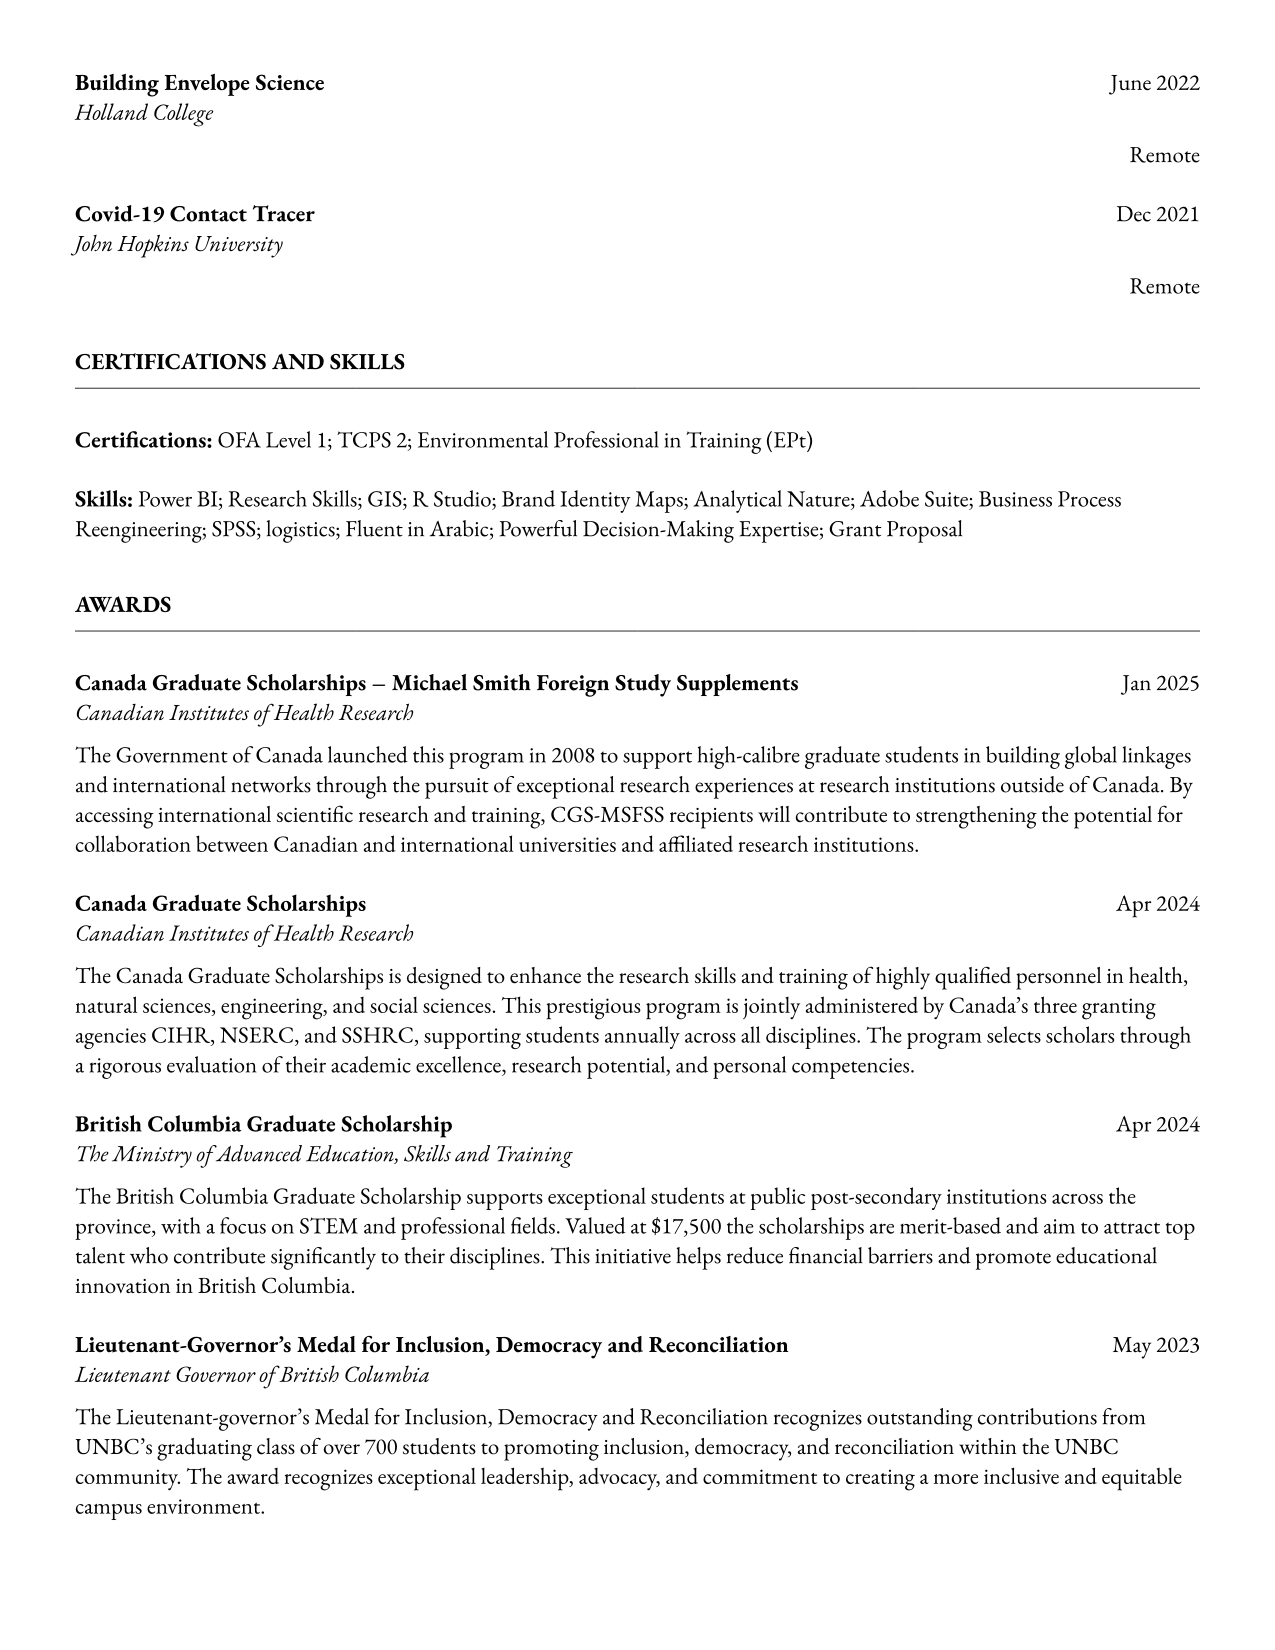 Building Envelope Science June 2022
Holland College
Remote
Covid-19 Contact Tracer Dec 2021
John Hopkins University
Remote
CERTIFICATIONS AND SKILLS
Certifications: OFA Level 1; TCPS 2; Environmental Professional in Training (EPt)
Skills: Power BI; Research Skills; GIS; R Studio; Brand Identity Maps; Analytical Nature; Adobe Suite; Business Process
Reengineering; SPSS; logistics; Fluent in Arabic; Powerful Decision-Making Expertise; Grant Proposal
AWARDS
Canada Graduate Scholarships – Michael Smith Foreign Study Supplements Jan 2025
Canadian Institutes of Health Research
The Government of Canada launched this program in 2008 to support high-calibre graduate students in building global linkages
and international networks through the pursuit of exceptional research experiences at research institutions outside of Canada. By
accessing international scientific research and training, CGS-MSFSS recipients will contribute to strengthening the potential for
collaboration between Canadian and international universities and affiliated research institutions.
Canada Graduate Scholarships Apr 2024
Canadian Institutes of Health Research
The Canada Graduate Scholarships is designed to enhance the research skills and training of highly qualified personnel in health,
natural sciences, engineering, and social sciences. This prestigious program is jointly administered by Canada’s three granting
agencies CIHR, NSERC, and SSHRC, supporting students annually across all disciplines. The program selects scholars through
a rigorous evaluation of their academic excellence, research potential, and personal competencies.
British Columbia Graduate Scholarship Apr 2024
The Ministry of Advanced Education, Skills and Training
The British Columbia Graduate Scholarship supports exceptional students at public post-secondary institutions across the
province, with a focus on STEM and professional fields. Valued at $17,500 the scholarships are merit-based and aim to attract top
talent who contribute significantly to their disciplines. This initiative helps reduce financial barriers and promote educational
innovation in British Columbia.
Lieutenant-Governor’s Medal for Inclusion, Democracy and Reconciliation May 2023
Lieutenant Governor of British Columbia
The Lieutenant-governor’s Medal for Inclusion, Democracy and Reconciliation recognizes outstanding contributions from
UNBC’s graduating class of over 700 students to promoting inclusion, democracy, and reconciliation within the UNBC
community. The award recognizes exceptional leadership, advocacy, and commitment to creating a more inclusive and equitable
campus environment.